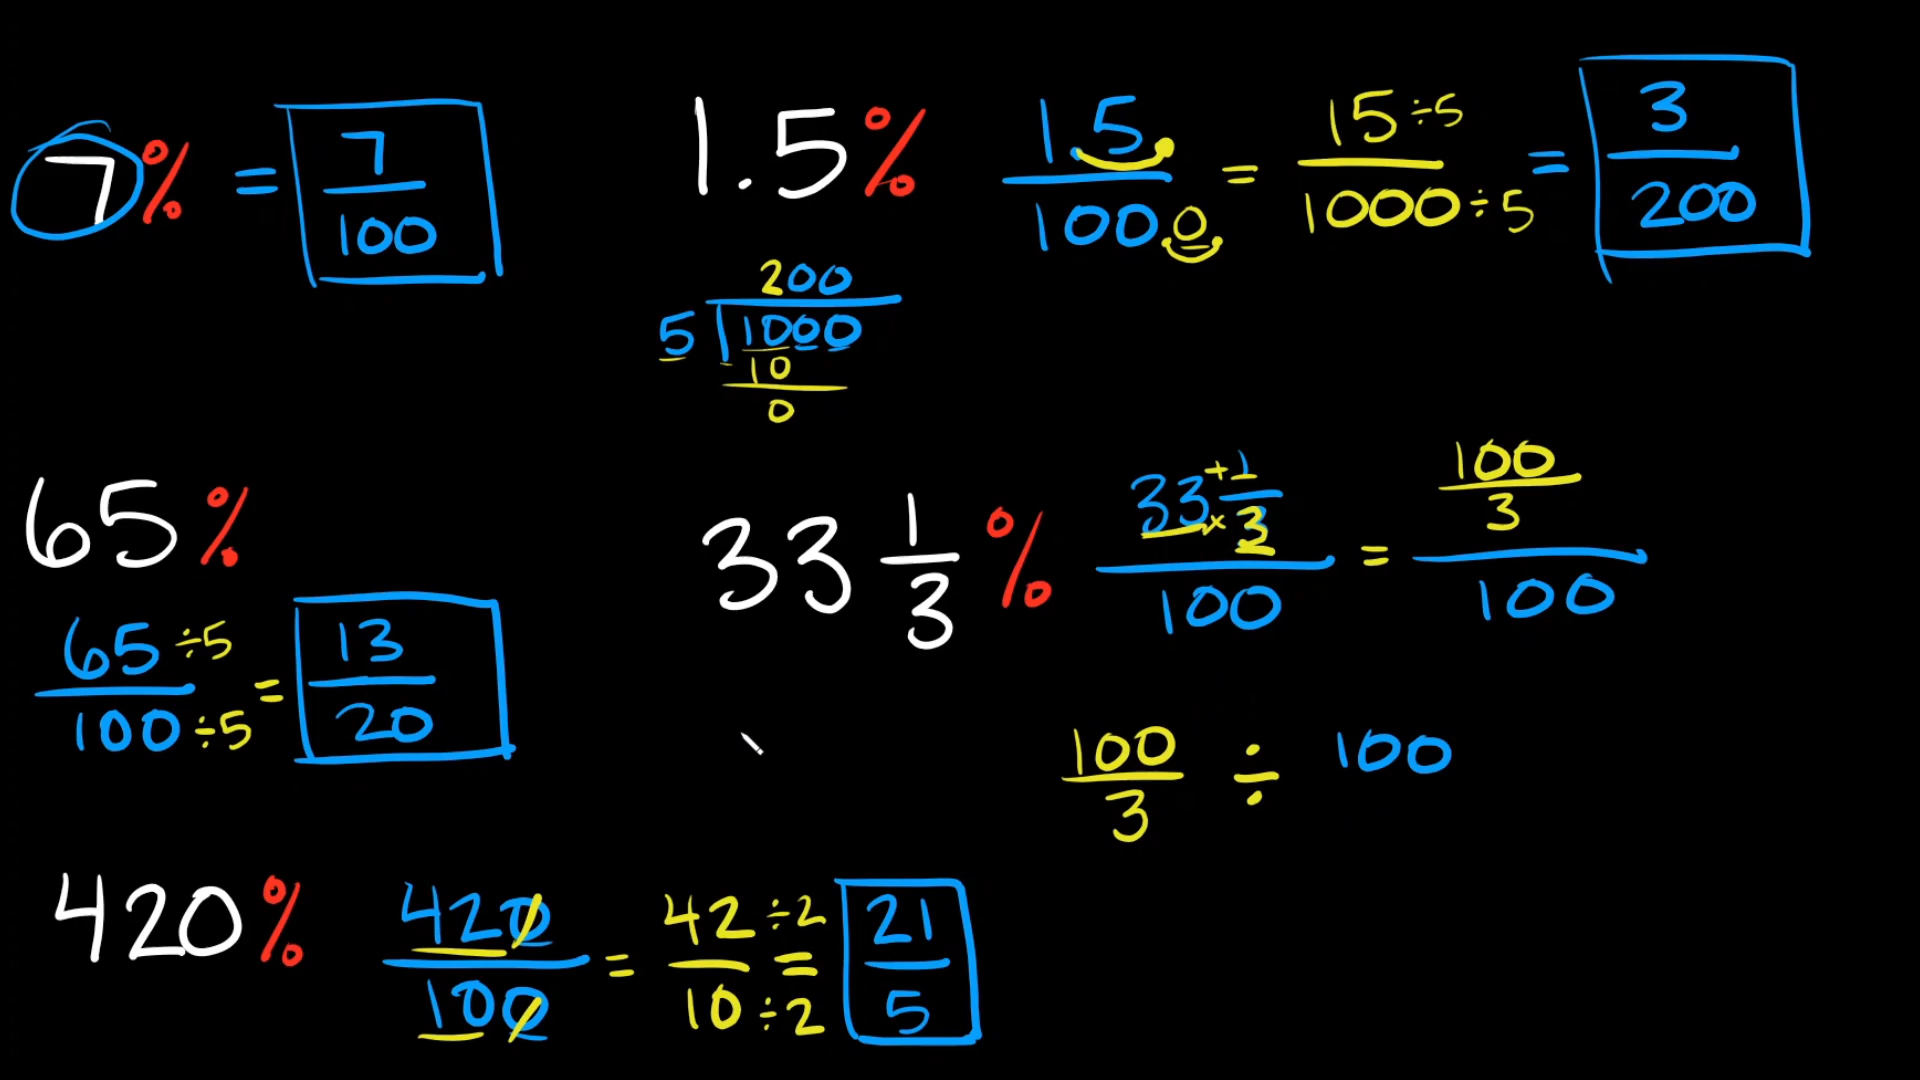 7% = 7/100
1.5% 1.5/1000 = 15÷5/1000÷5 = 3/200
200
5 1000
- 10
0
65%
65÷5/100÷5 = 13/20
33 1/3 % 33×+1/3/100 = 100/3/100
100/3 ÷ 100
420% 420/100 = 42÷2/10÷2 = 21/5